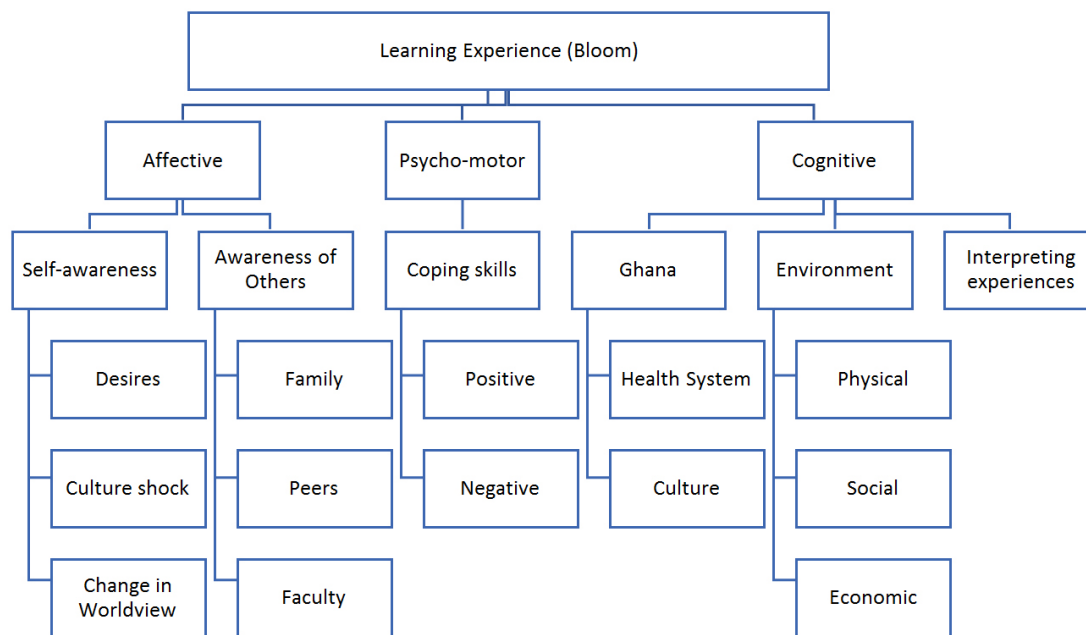 Learning Experience (Bloom)
Affective
Psycho-motor
Cognitive
Self-awareness
Awareness of
Others
Coping skills
Ghana
Environment
Interpreting
experiences
Desires
Family
Positive
Health System
Physical
Culture shock
Peers
Negative
Culture
Social
Change in
Worldview
Faculty
Economic